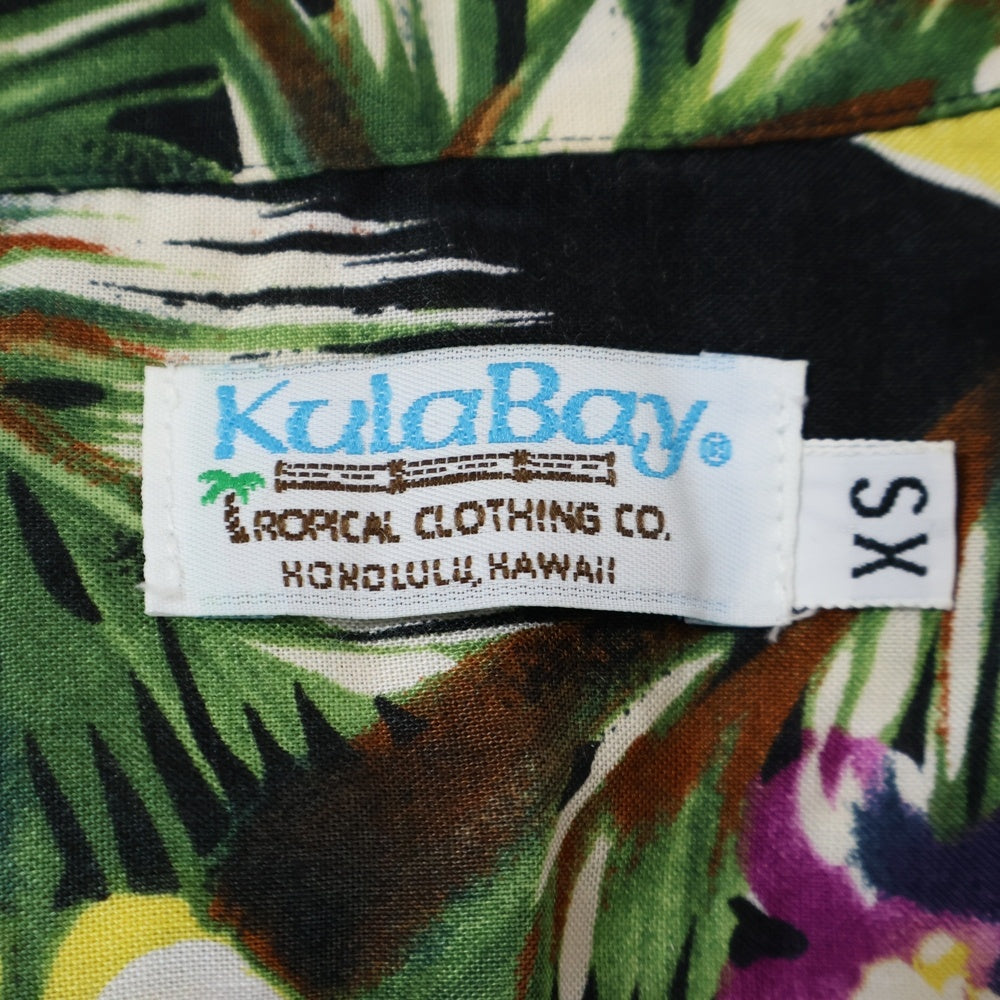 KulaBay®
TROPICAL CLOTHING CO.
HONOLULU, HAWAII
XS